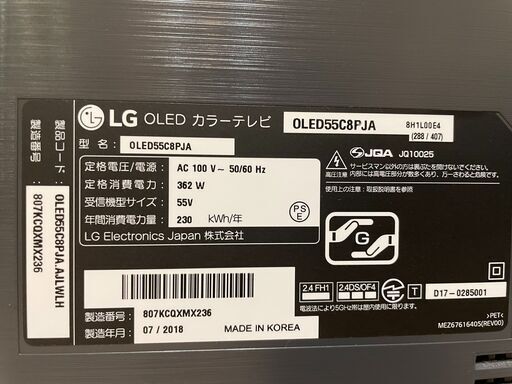 LG OLED カラーテレビ
OLED55C8PJA
8H1L00E4
(288 / 407)
型 名 : OLED55C8PJA
定格電圧/電源: AC 100 V~ 50/60 Hz
定格消費電力: 362 W
受信機型サイズ: 55V
年間消費電力量: 230 kWh/年
LG Electronics Japan 株式会社
PS
E
JQA JQ10025
サービスマン以外の方は裏ぶたを開けないでください。
内部には高電圧部分が数多くあり、万一さわると危険です。
使用上の注意: 取扱説明書に記載
G
製造番号: 807KCQXMX236
製造年月: 07 / 2018
MADE IN KOREA
2.4 FH1
2.4DS/OF4
T
D17-0285001
電波法により5GHz帯は屋内使用に限ります。
>PET<
MEZ67616405(REV00)
製品コード : OLED55C8PJA.AJLWLH
製造番号 : 807KCQXMX236